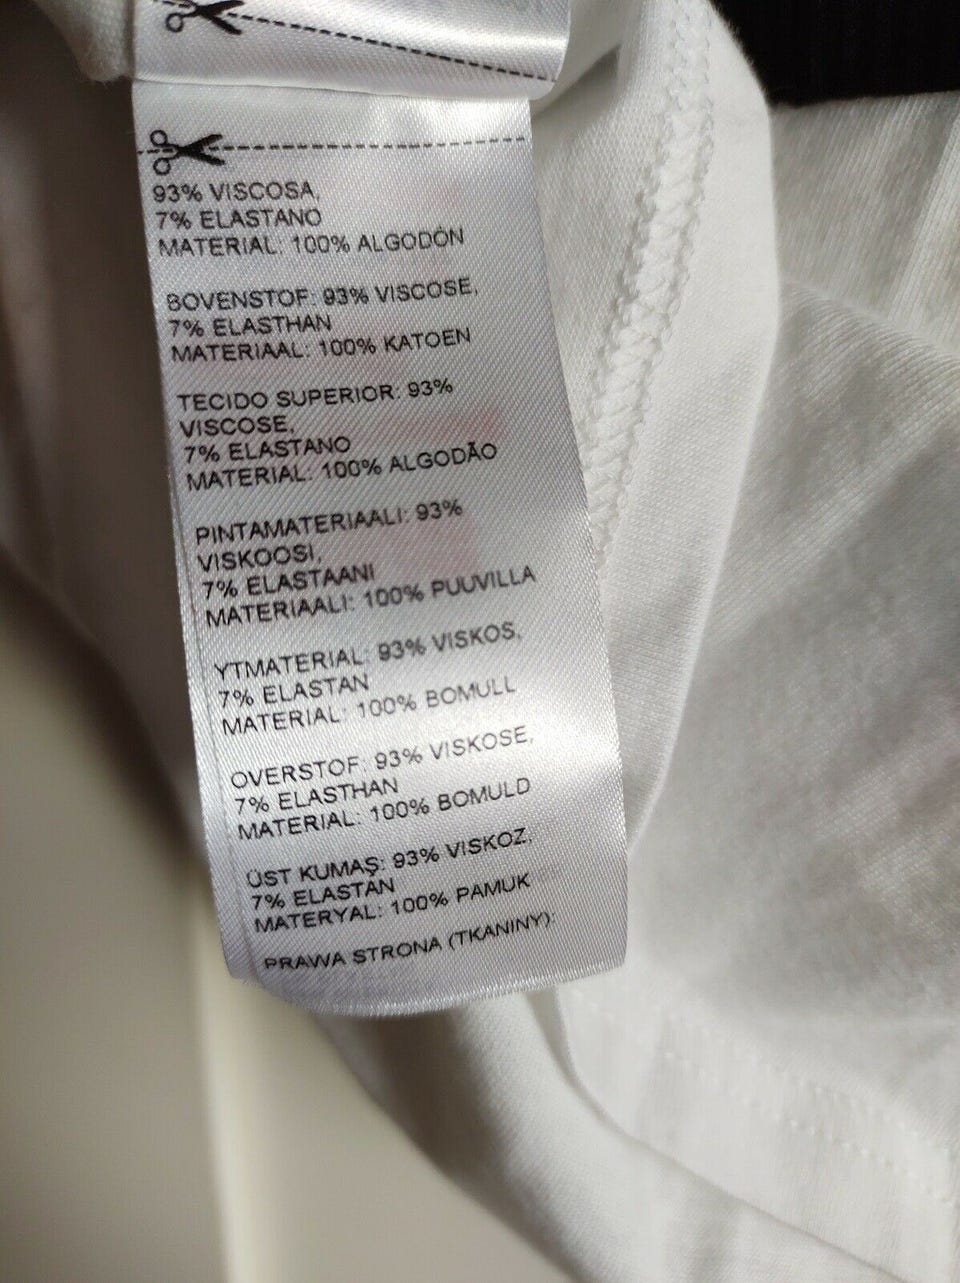 93% VISCOSA,
7% ELASTANO
MATERIAL: 100% ALGODÓN
BOVENSTOF: 93% VISCOSE,
7% ELASTHAN
MATERIAAL: 100% KATOEN
TECIDO SUPERIOR: 93%
VISCOSE,
7% ELASTANO
MATERIAL: 100% ALGODÃO
PINTAMATERIAALI: 93%
VISKOOSI,
7% ELASTAANI
MATERIAALI: 100% PUUVILLA
YTMATERIAL: 93% VISKOS,
7% ELASTAN
MATERIAL: 100% BOMULL
OVERSTOF: 93% VISKOSE,
7% ELASTHAN
MATERIAL: 100% BOMULD
ÜST KUMAŞ: 93% VISKOZ,
7% ELASTAN
MATERYAL: 100% PAMUK
PRAWA STRONA (TKANINY):